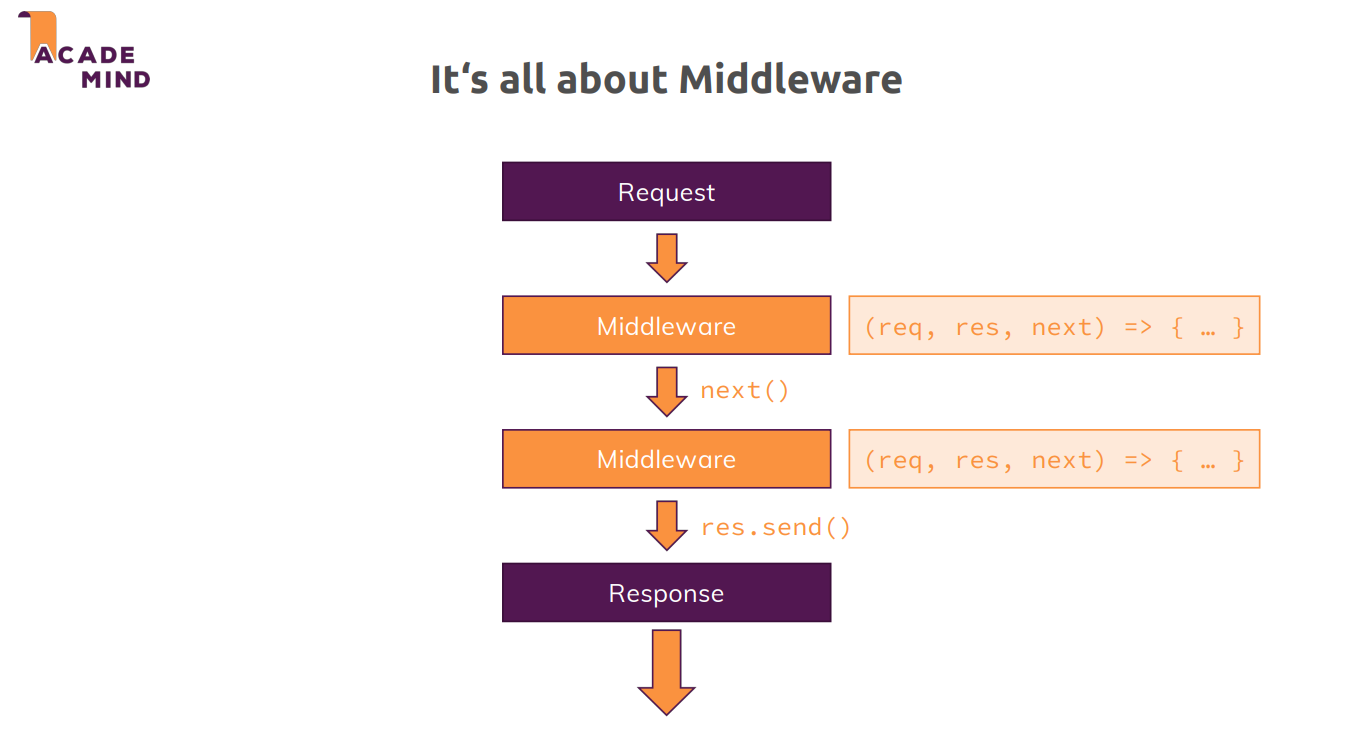 ACADE
MIND
It‘s all about Middleware
Request
Middleware
(req, res, next) => { … }
next()
Middleware
(req, res, next) => { … }
res.send()
Response